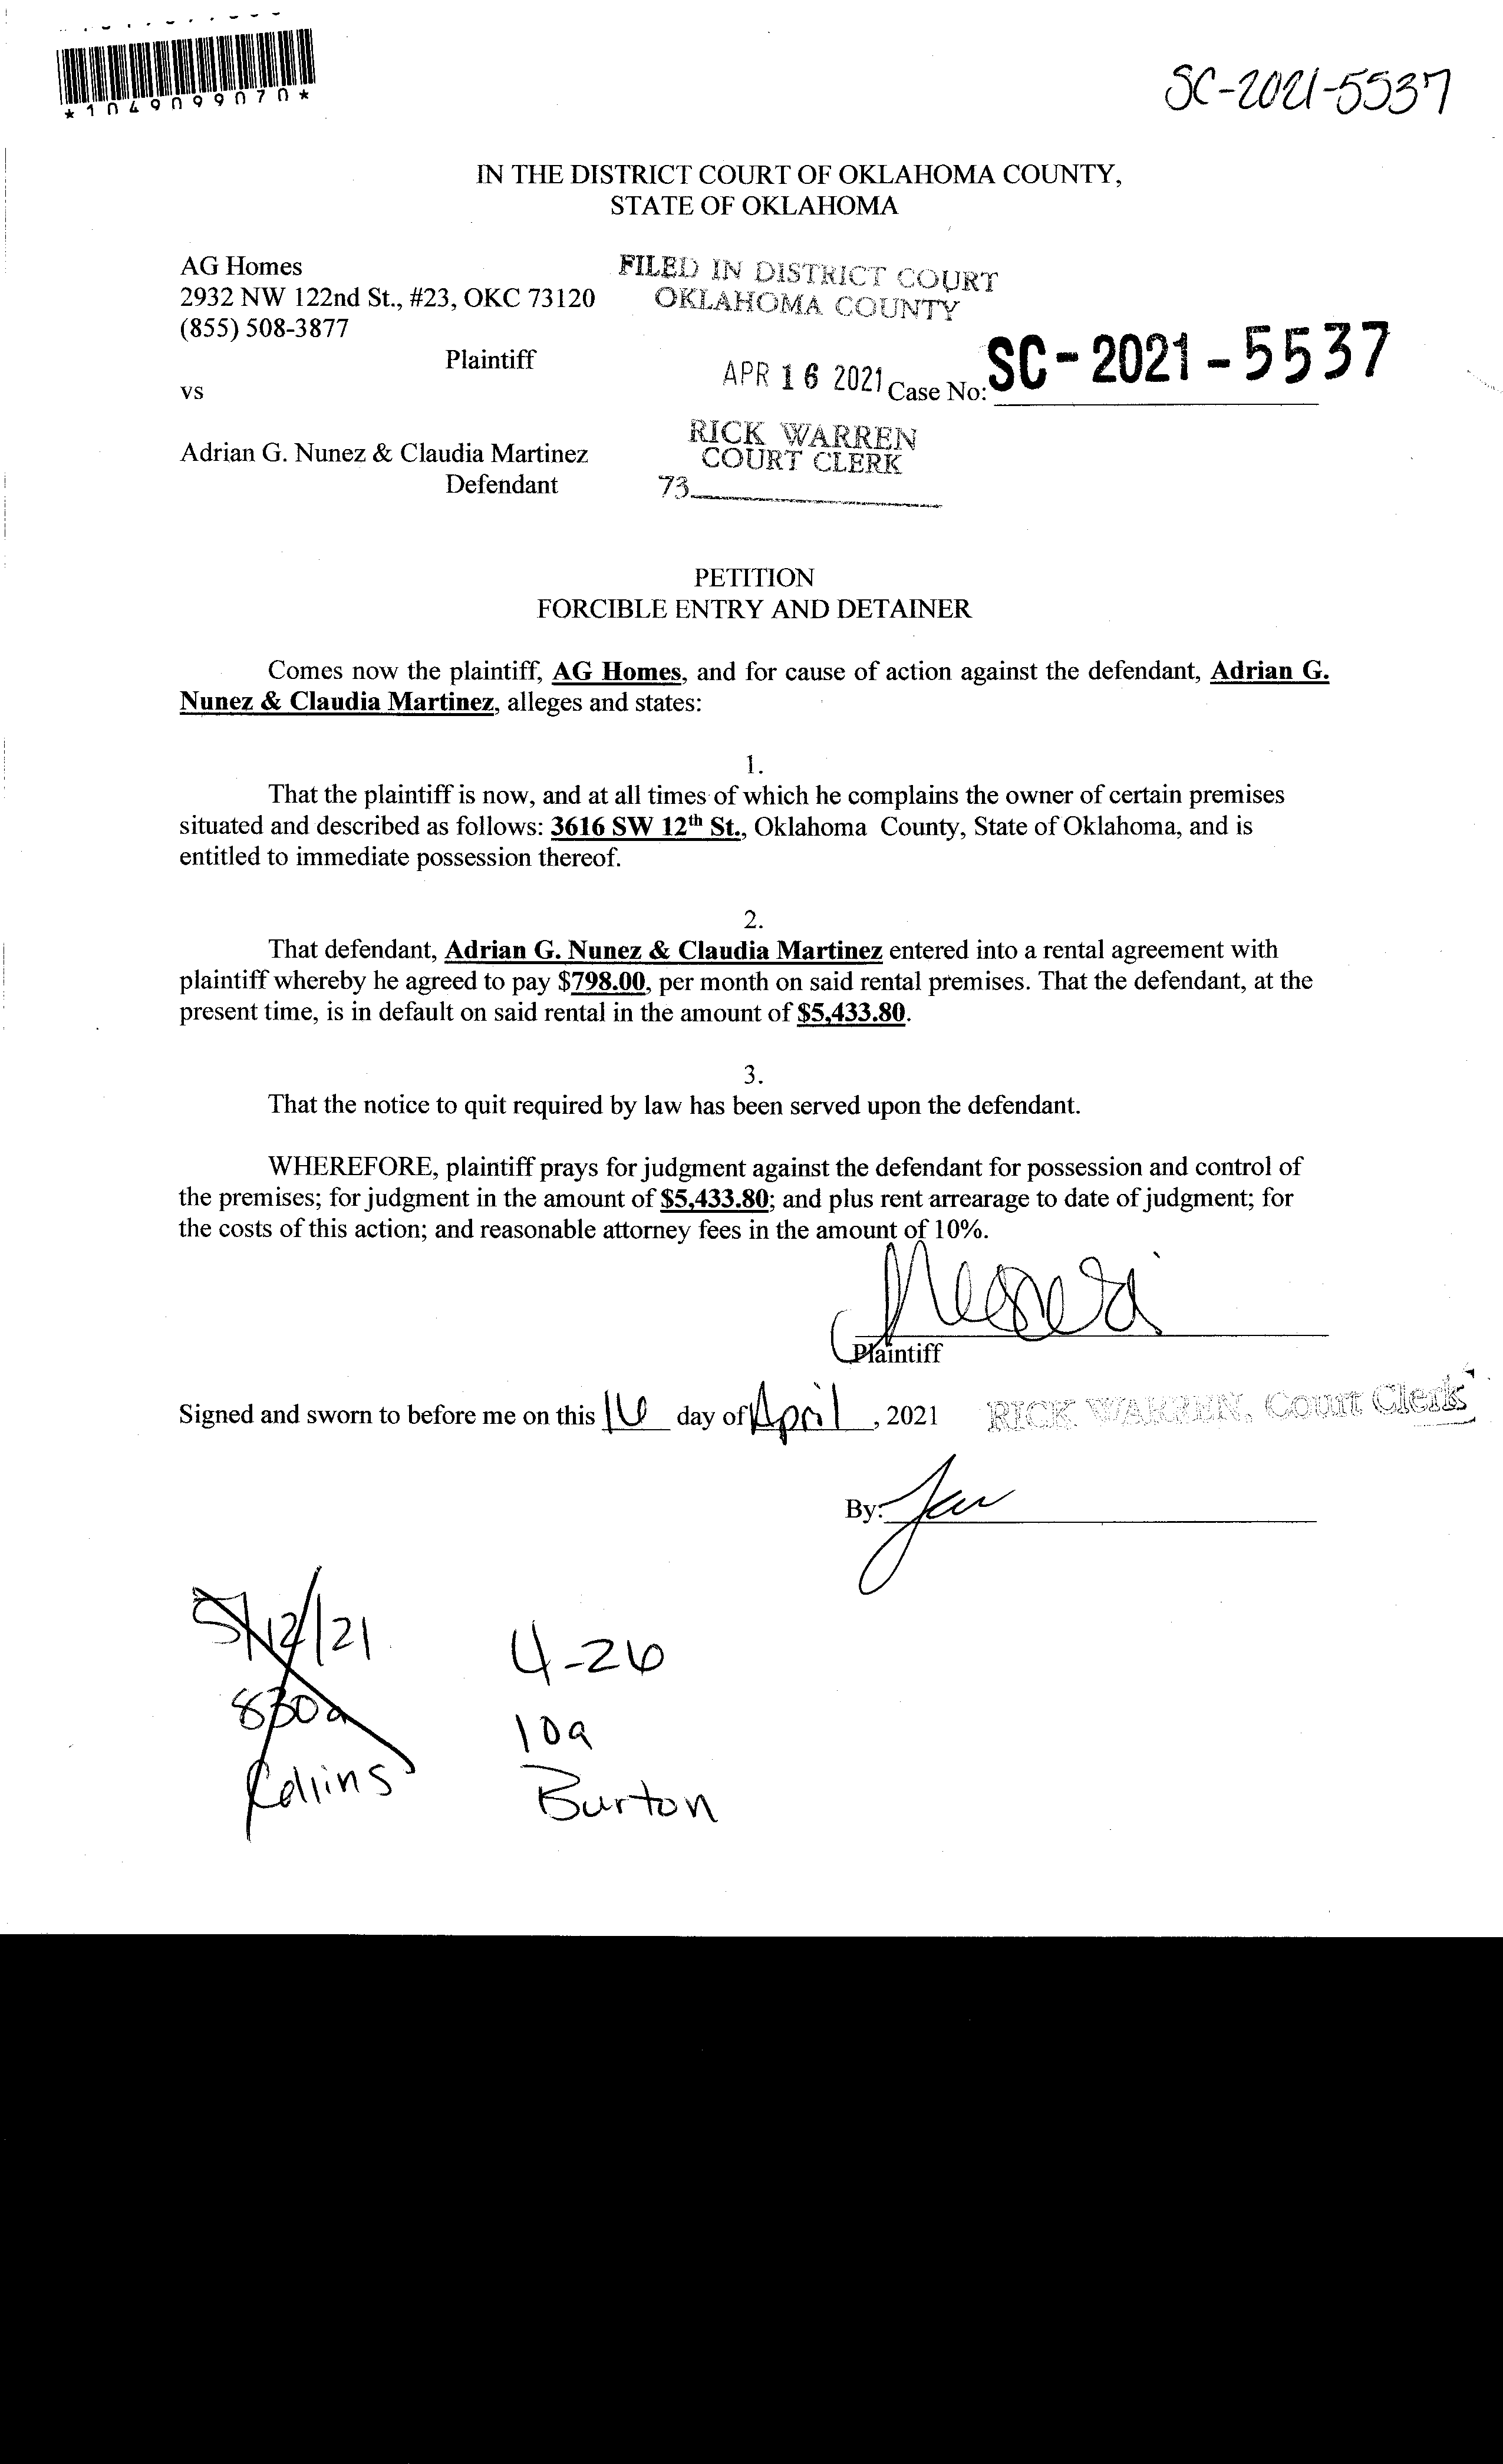 *1049099070*
SC-2021-5537
IN THE DISTRICT COURT OF OKLAHOMA COUNTY,
STATE OF OKLAHOMA
AG Homes
2932 NW 122nd St., #23, OKC 73120
(855) 508-3877
Plaintiff
vs
Adrian G. Nunez & Claudia Martinez
Defendant
FILED IN DISTRICT COURT
OKLAHOMA COUNTY
APR 16 2021
Case No: SC-2021-5537
RICK WARREN
COURT CLERK
73
PETITION
FORCIBLE ENTRY AND DETAINER
Comes now the plaintiff, AG Homes, and for cause of action against the defendant, Adrian G.
Nunez & Claudia Martinez, alleges and states:
1.
That the plaintiff is now, and at all times of which he complains the owner of certain premises
situated and described as follows: 3616 SW 12th St., Oklahoma County, State of Oklahoma, and is
entitled to immediate possession thereof.
2.
That defendant, Adrian G. Nunez & Claudia Martinez entered into a rental agreement with
plaintiff whereby he agreed to pay $798.00, per month on said rental premises. That the defendant, at the
present time, is in default on said rental in the amount of $5,433.80.
3.
That the notice to quit required by law has been served upon the defendant.
WHEREFORE, plaintiff prays for judgment against the defendant for possession and control of
the premises; for judgment in the amount of $5,433.80; and plus rent arrearage to date of judgment; for
the costs of this action; and reasonable attorney fees in the amount of 10%.
Plaintiff
Signed and sworn to before me on this 16 day of April, 2021
RICK WARREN, Court Clerk
By:
5/12/21
830a
Collins
4-26
10a
Burton